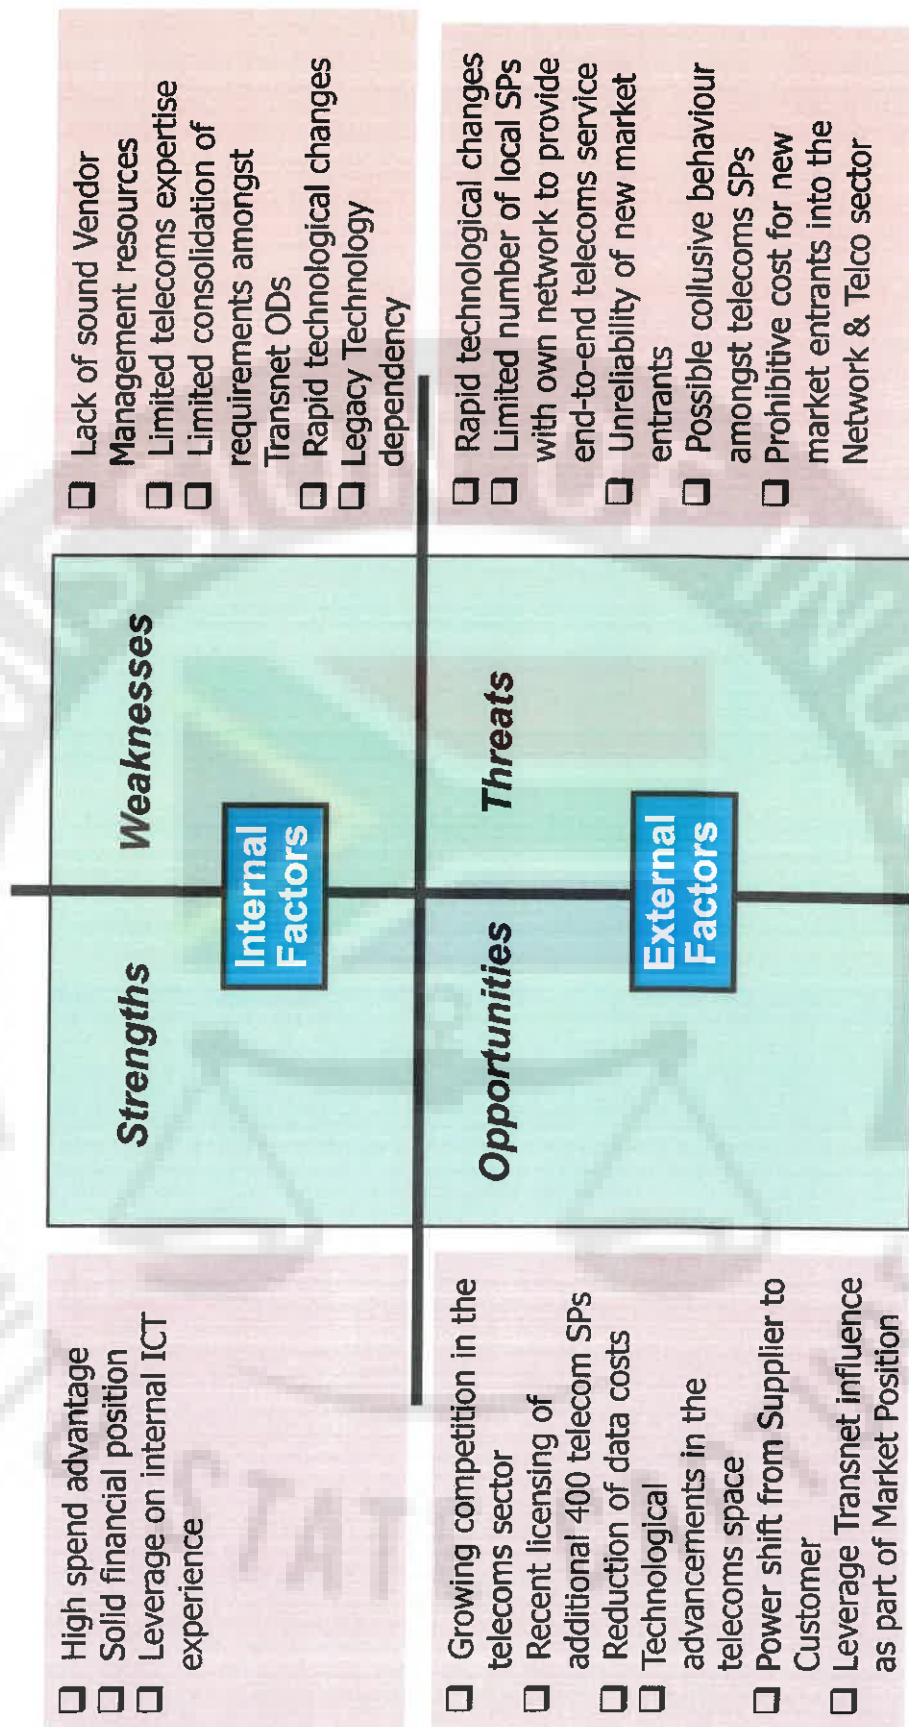 High spend advantage
Solid financial position
Leverage on internal ICT
experience
Strengths
Weaknesses
Internal
Factors
Lack of sound Vendor
Management resources
Limited telecoms expertise
Limited consolidation of
requirements amongst
Transnet ODs
Rapid technological changes
Legacy Technology
dependency
Growing competition in the
telecoms sector
Recent licensing of
additional 400 telecom SPs
Reduction of data costs
Technological
advancements in the
telecoms space
Power shift from Supplier to
Customer
Leverage Transnet influence
as part of Market Position
Opportunities
Threats
External
Factors
Rapid technological changes
Limited number of local SPs
with own network to provide
end-to-end telecoms service
Unreliability of new market
entrants
Possible collusive behaviour
amongst telecoms SPs
Prohibitive cost for new
market entrants into the
Network & Telco sector